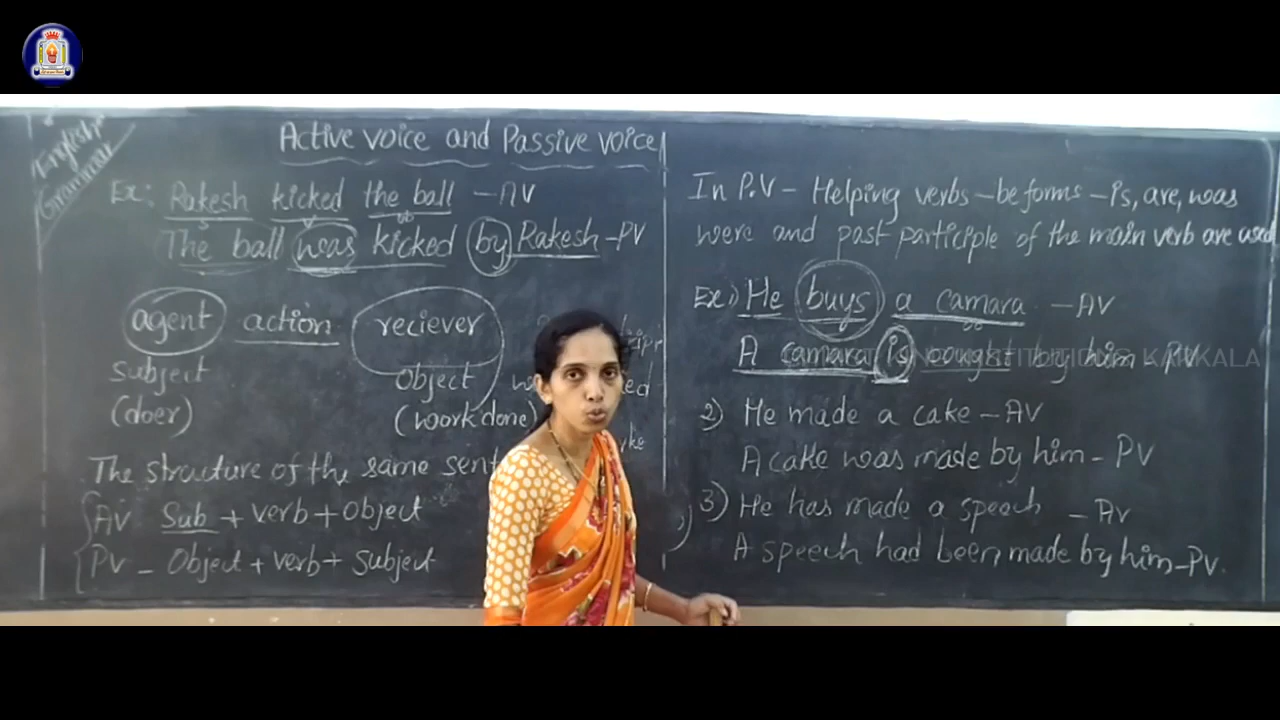 English
Grammar
Active voice and Passive voice
Ex: Rakesh kicked the ball - AV
S V ob
The ball was kicked by Rakesh - PV
agent action reciever
subject object
(doer) (work done)
The structure of the same sent
AV Sub + verb + Object
PV - Object + verb + subject
In P.V - Helping verbs - be forms - is, are, was
were and past participle of the main verb are used
Ex 1) He buys a camara - AV
A camara is bought by him - PV
2) He made a cake - AV
A cake was made by him - PV
3) He has made a speech - AV
A speech had been made by him - PV.
KALA